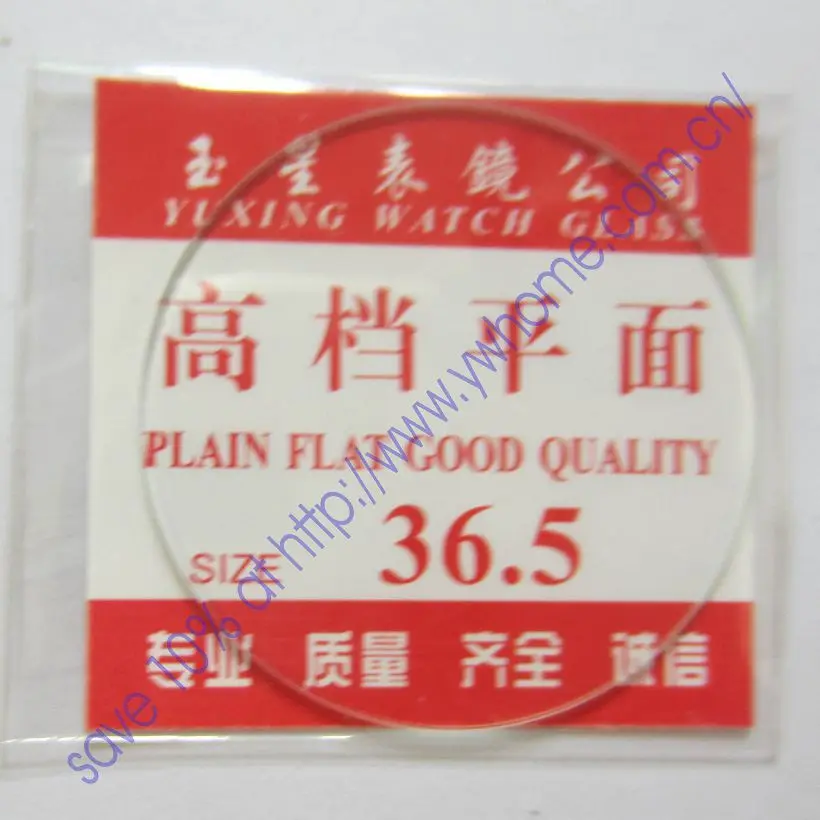 玉星表鏡公司
YUXING WATCH GLASS
高档平面
PLAIN FLAT GOOD QUALITY
SIZE 36.5
专业 质量 齐全 诚信
save 10% at http://www.ywhome.com.cn/